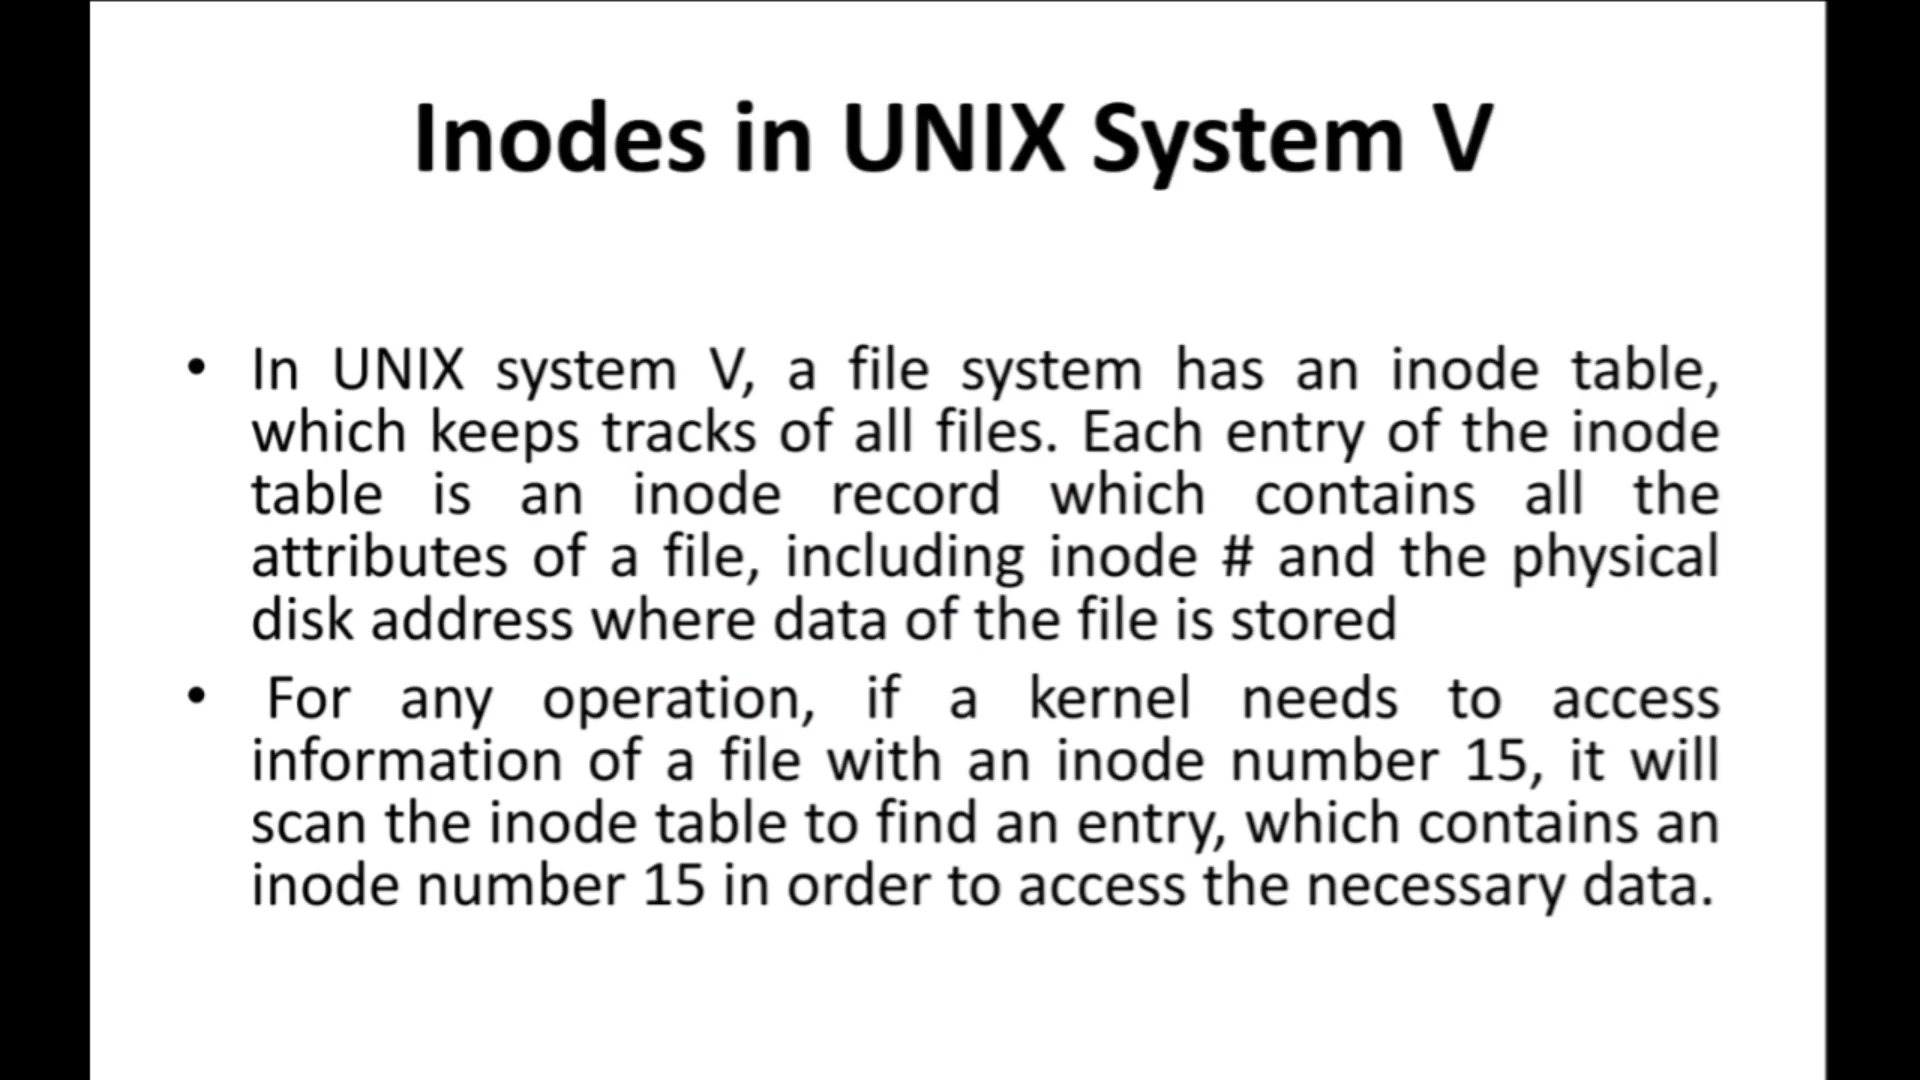 Inodes in UNIX System V
• In UNIX system V, a file system has an inode table,
which keeps tracks of all files. Each entry of the inode
table is an inode record which contains all the
attributes of a file, including inode # and the physical
disk address where data of the file is stored
• For any operation, if a kernel needs to access
information of a file with an inode number 15, it will
scan the inode table to find an entry, which contains an
inode number 15 in order to access the necessary data.